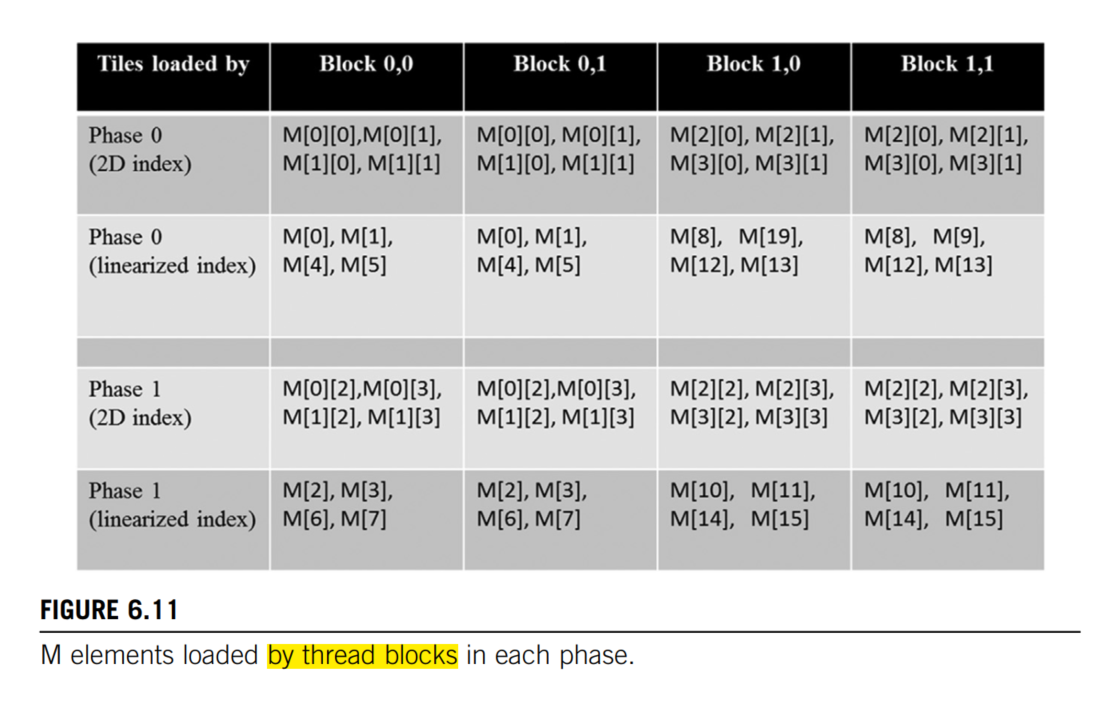 Tiles loaded by Block 0,0 Block 0,1 Block 1,0 Block 1,1
Phase 0 M[0][0],M[0][1], M[0][0], M[0][1], M[2][0], M[2][1], M[2][0], M[2][1],
(2D index) M[1][0], M[1][1] M[1][0], M[1][1] M[3][0], M[3][1] M[3][0], M[3][1]
Phase 0 M[0], M[1], M[0], M[1], M[8], M[19], M[8], M[9],
(linearized index) M[4], M[5] M[4], M[5] M[12], M[13] M[12], M[13]
Phase 1 M[0][2],M[0][3], M[0][2],M[0][3], M[2][2], M[2][3], M[2][2], M[2][3],
(2D index) M[1][2], M[1][3] M[1][2], M[1][3] M[3][2], M[3][3] M[3][2], M[3][3]
Phase 1 M[2], M[3], M[2], M[3], M[10], M[11], M[10], M[11],
(linearized index) M[6], M[7] M[6], M[7] M[14], M[15] M[14], M[15]
FIGURE 6.11
M elements loaded by thread blocks in each phase.